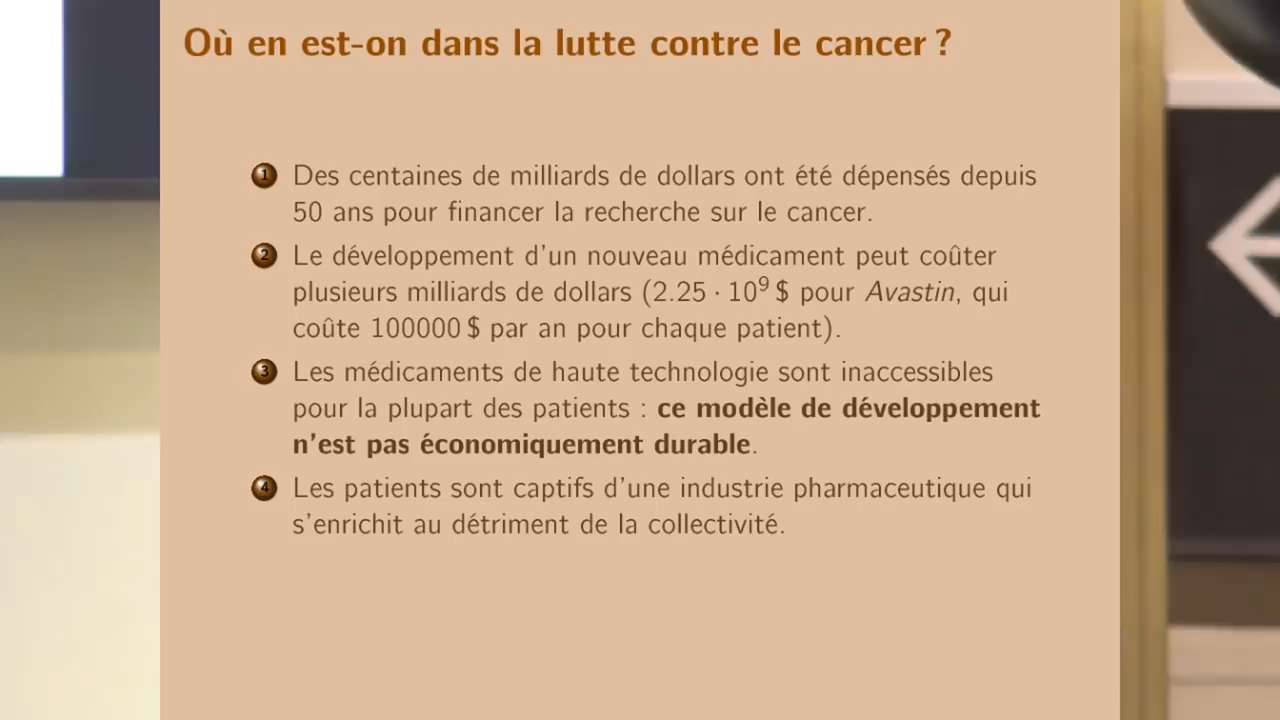 Où en est-on dans la lutte contre le cancer ?
1 Des centaines de milliards de dollars ont été dépensés depuis
50 ans pour financer la recherche sur le cancer.
2 Le développement d'un nouveau médicament peut coûter
plusieurs milliards de dollars (2.25 · 10⁹ $ pour Avastin, qui
coûte 100000 $ par an pour chaque patient).
3 Les médicaments de haute technologie sont inaccessibles
pour la plupart des patients : ce modèle de développement
n'est pas économiquement durable.
4 Les patients sont captifs d'une industrie pharmaceutique qui
s'enrichit au détriment de la collectivité.